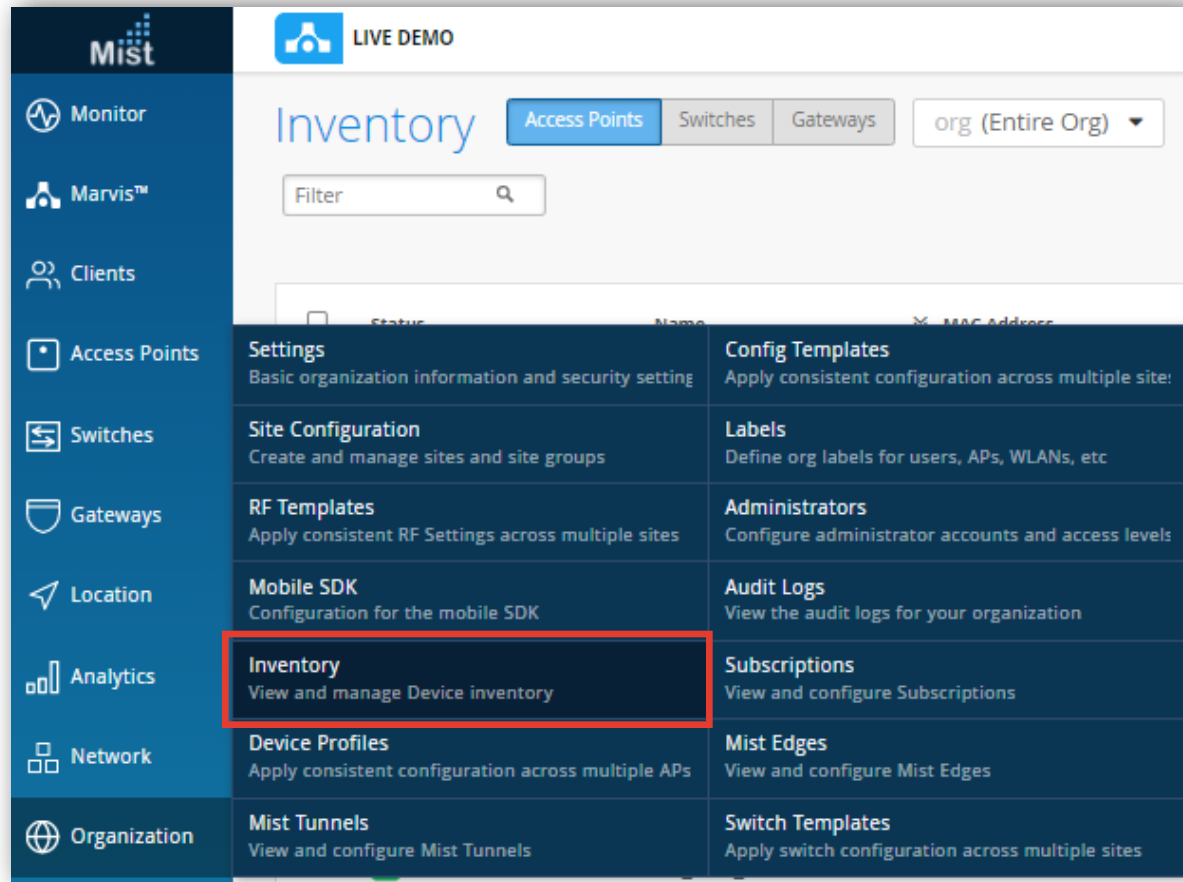 Mist
LIVE DEMO
Monitor
Marvis™
Clients
Access Points
Switches
Gateways
Location
Analytics
Network
Organization
Inventory
Access Points
Switches
Gateways
org (Entire Org)
Filter
Status
Name
MAC Address
Settings
Basic organization information and security setting
Config Templates
Apply consistent configuration across multiple site
Site Configuration
Create and manage sites and site groups
Labels
Define org labels for users, APs, WLANs, etc
RF Templates
Apply consistent RF Settings across multiple sites
Administrators
Configure administrator accounts and access levels
Mobile SDK
Configuration for the mobile SDK
Audit Logs
View the audit logs for your organization
Inventory
View and manage Device inventory
Subscriptions
View and configure Subscriptions
Device Profiles
Apply consistent configuration across multiple APs
Mist Edges
View and configure Mist Edges
Mist Tunnels
View and configure Mist Tunnels
Switch Templates
Apply switch configuration across multiple sites